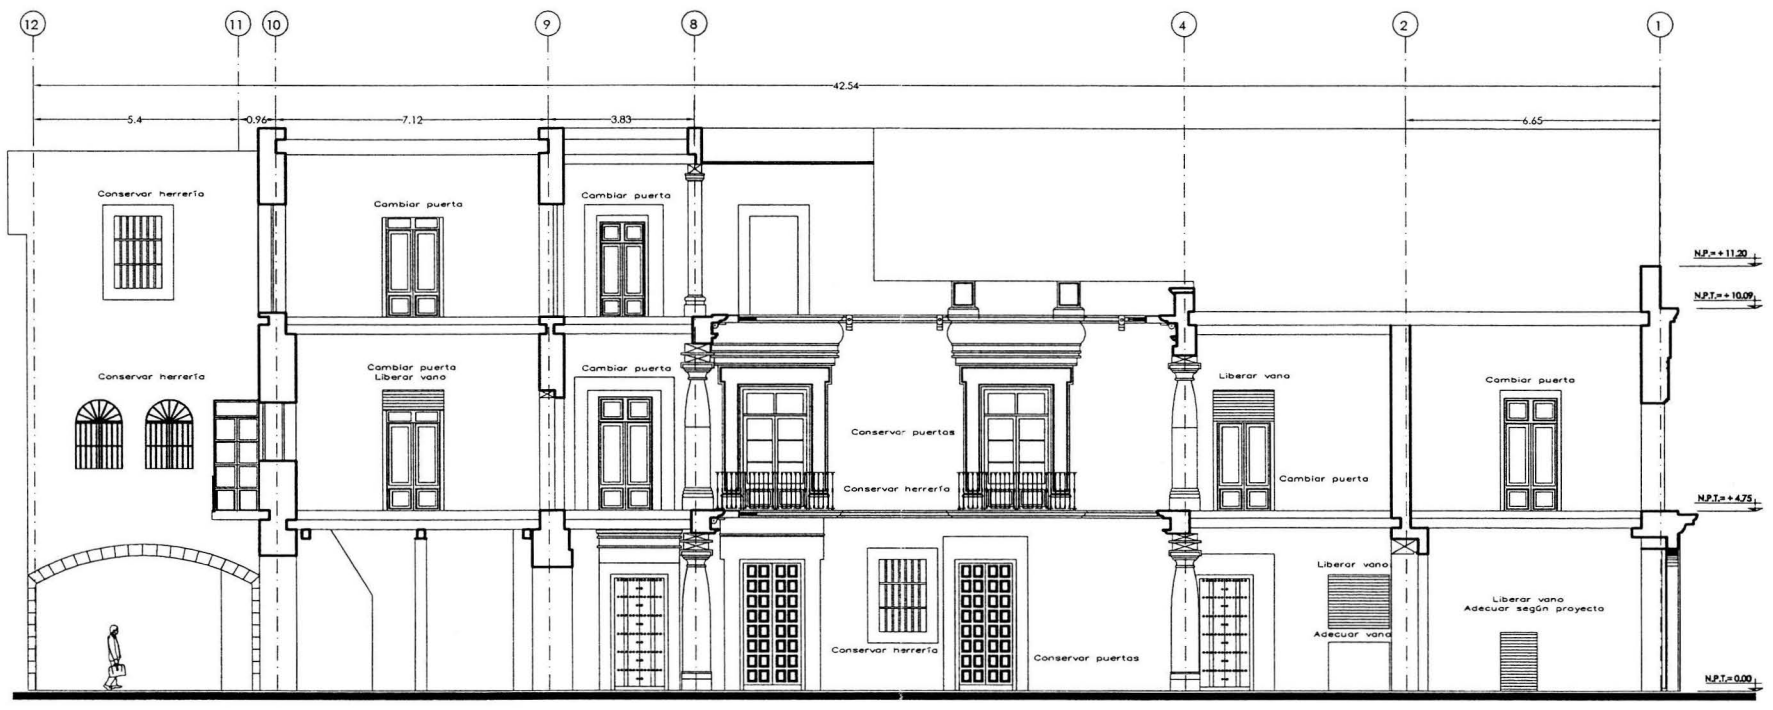 12 11 10 9 8 4 2 1
42.54
5.4 0.96 7.12 3.83 6.65
Conservar herrería
Cambiar puerta
Cambiar puerta
N.P.= + 11.20
N.P.T.= + 10.09
Conservar herrería
Cambiar puerta
Liberar vano
Cambiar puerta
Liberar vano
Cambiar puerta
Conservar puertas
Conservar herrería
Cambiar puerta
N.P.T.= + 4.75
Liberar vano
Adecuar vano
Liberar vano
Adecuar según proyecto
Conservar herrería
Conservar puertas
N.P.T.= 0.00